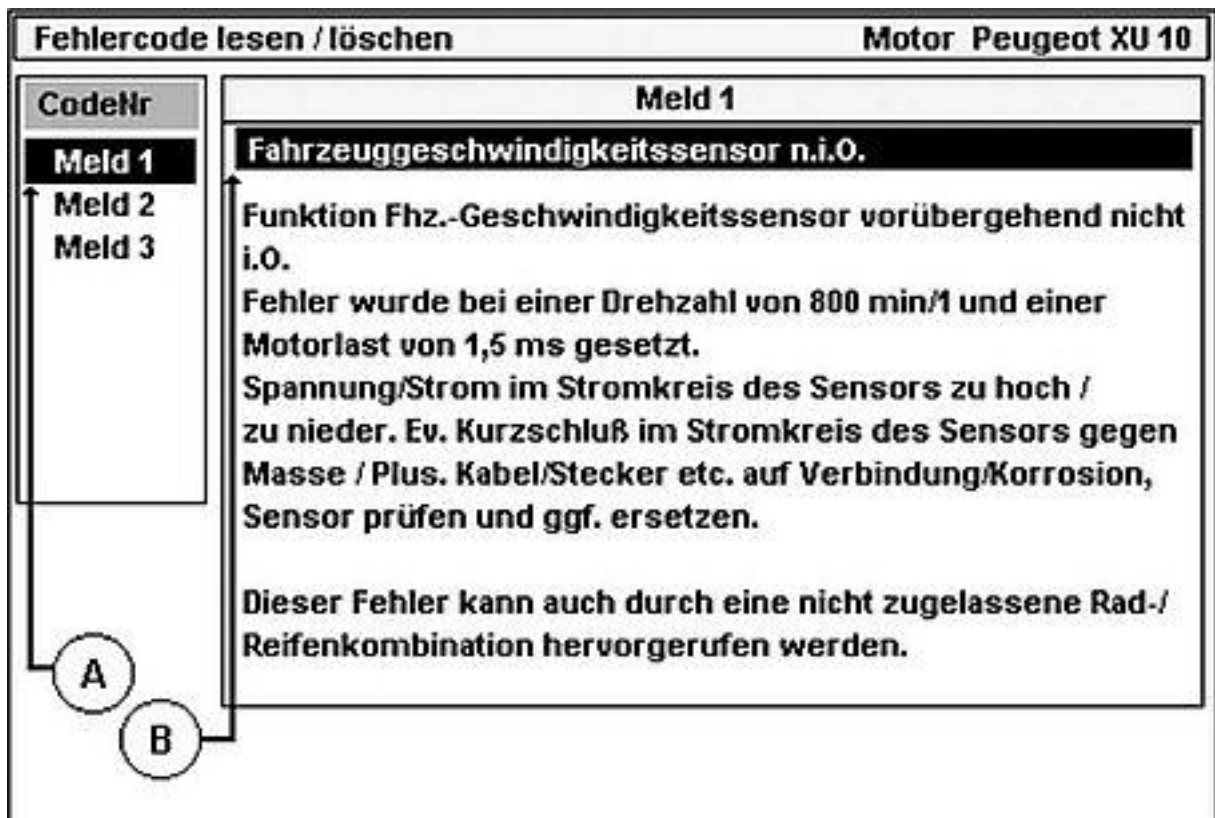 Fehlercode lesen / löschen Motor Peugeot XU 10
CodeNr
Meld 1
Meld 2
Meld 3
Meld 1
Fahrzeuggeschwindigkeitssensor n.i.O.
Funktion Fhz.-Geschwindigkeitssensor vorübergehend nicht
i.O.
Fehler wurde bei einer Drehzahl von 800 min/1 und einer
Motorlast von 1,5 ms gesetzt.
Spannung/Strom im Stromkreis des Sensors zu hoch /
zu nieder. Ev. Kurzschluß im Stromkreis des Sensors gegen
Masse / Plus. Kabel/Stecker etc. auf Verbindung/Korrosion,
Sensor prüfen und ggf. ersetzen.
Dieser Fehler kann auch durch eine nicht zugelassene Rad-/
Reifenkombination hervorgerufen werden.
A
B